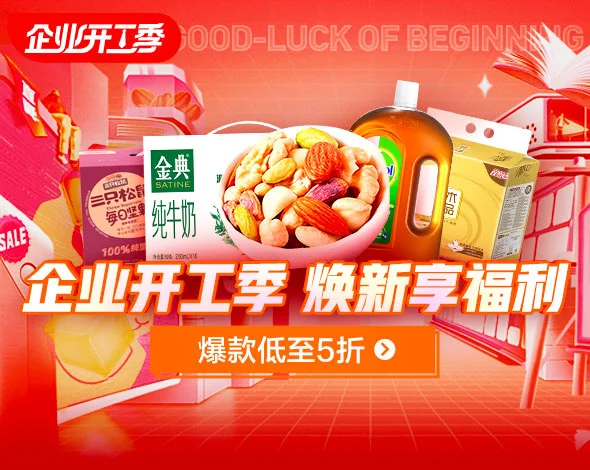 企业开工季
GOOD-LUCK OF BEGINNING
金典
SATINE
纯牛奶
250mLX16
三只松鼠
每日坚果
100%
SALE
企业开工季 焕新享福利
爆款低至5折